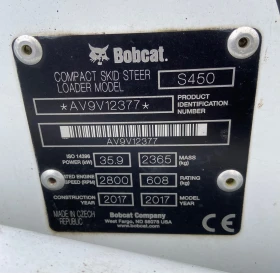 Bobcat.
COMPACT SKID STEER LOADER MODEL S450
*AV9V12377* PRODUCT IDENTIFICATION NUMBER
AV9V12377
ISO 14396 POWER (kW) 35.9 2365 MASS (kg)
RATED ENGINE SPEED (RPM) 2800 608 RATING (kg)
CONSTRUCTION YEAR 2017 2017 MODEL YEAR
MADE IN CZECH REPUBLIC
Bobcat Company
West Fargo, ND 58078 USA
www.bobcat.com
CE